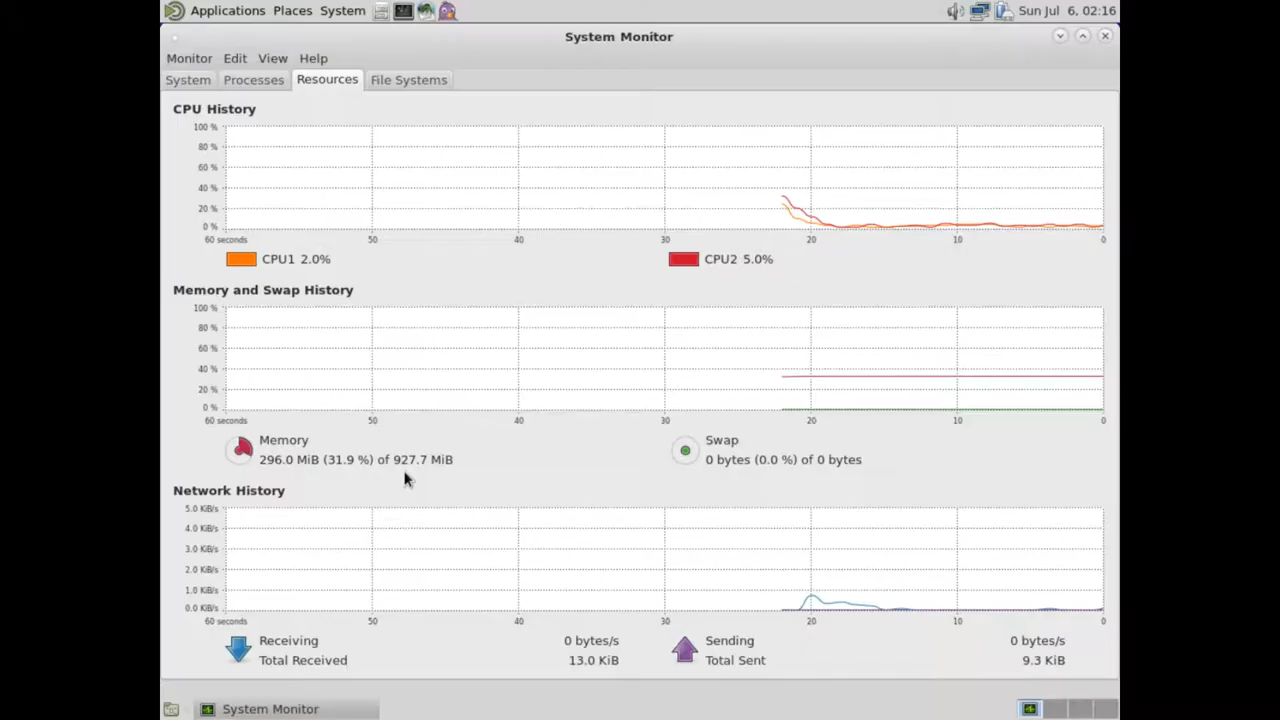 Applications Places System Sun Jul 6, 02:16
System Monitor
Monitor Edit View Help
System Processes Resources File Systems
CPU History
100 %
80 %
60 %
40 %
20 %
0 %
60 seconds 50 40 30 20 10 0
CPU1 2.0% CPU2 5.0%
Memory and Swap History
100 %
80 %
60 %
40 %
20 %
0 %
60 seconds 50 40 30 20 10 0
Memory Swap
296.0 MiB (31.9 %) of 927.7 MiB 0 bytes (0.0 %) of 0 bytes
Network History
5.0 KiB/s
4.0 KiB/s
3.0 KiB/s
2.0 KiB/s
1.0 KiB/s
0.0 KiB/s
60 seconds 50 40 30 20 10 0
Receiving 0 bytes/s Sending 0 bytes/s
Total Received 13.0 KiB Total Sent 9.3 KiB
System Monitor